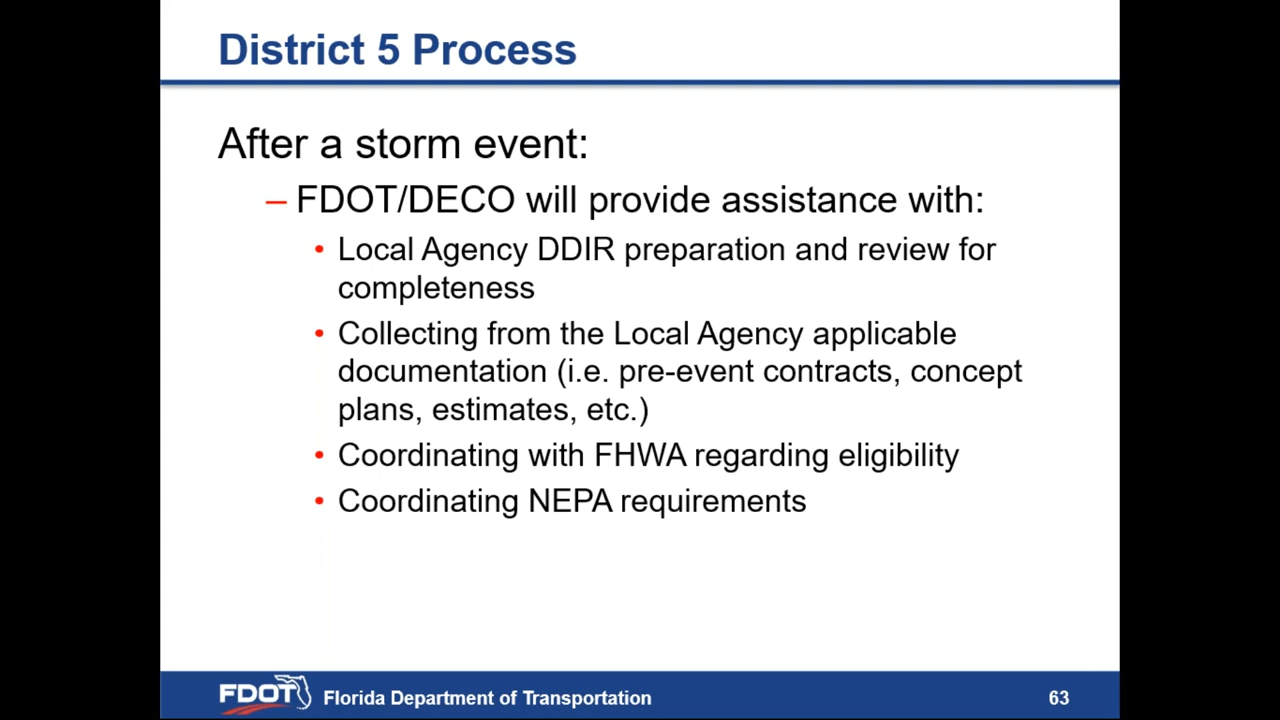 District 5 Process
After a storm event:
– FDOT/DECO will provide assistance with:
• Local Agency DDIR preparation and review for
completeness
• Collecting from the Local Agency applicable
documentation (i.e. pre-event contracts, concept
plans, estimates, etc.)
• Coordinating with FHWA regarding eligibility
• Coordinating NEPA requirements
FDOT Florida Department of Transportation 63